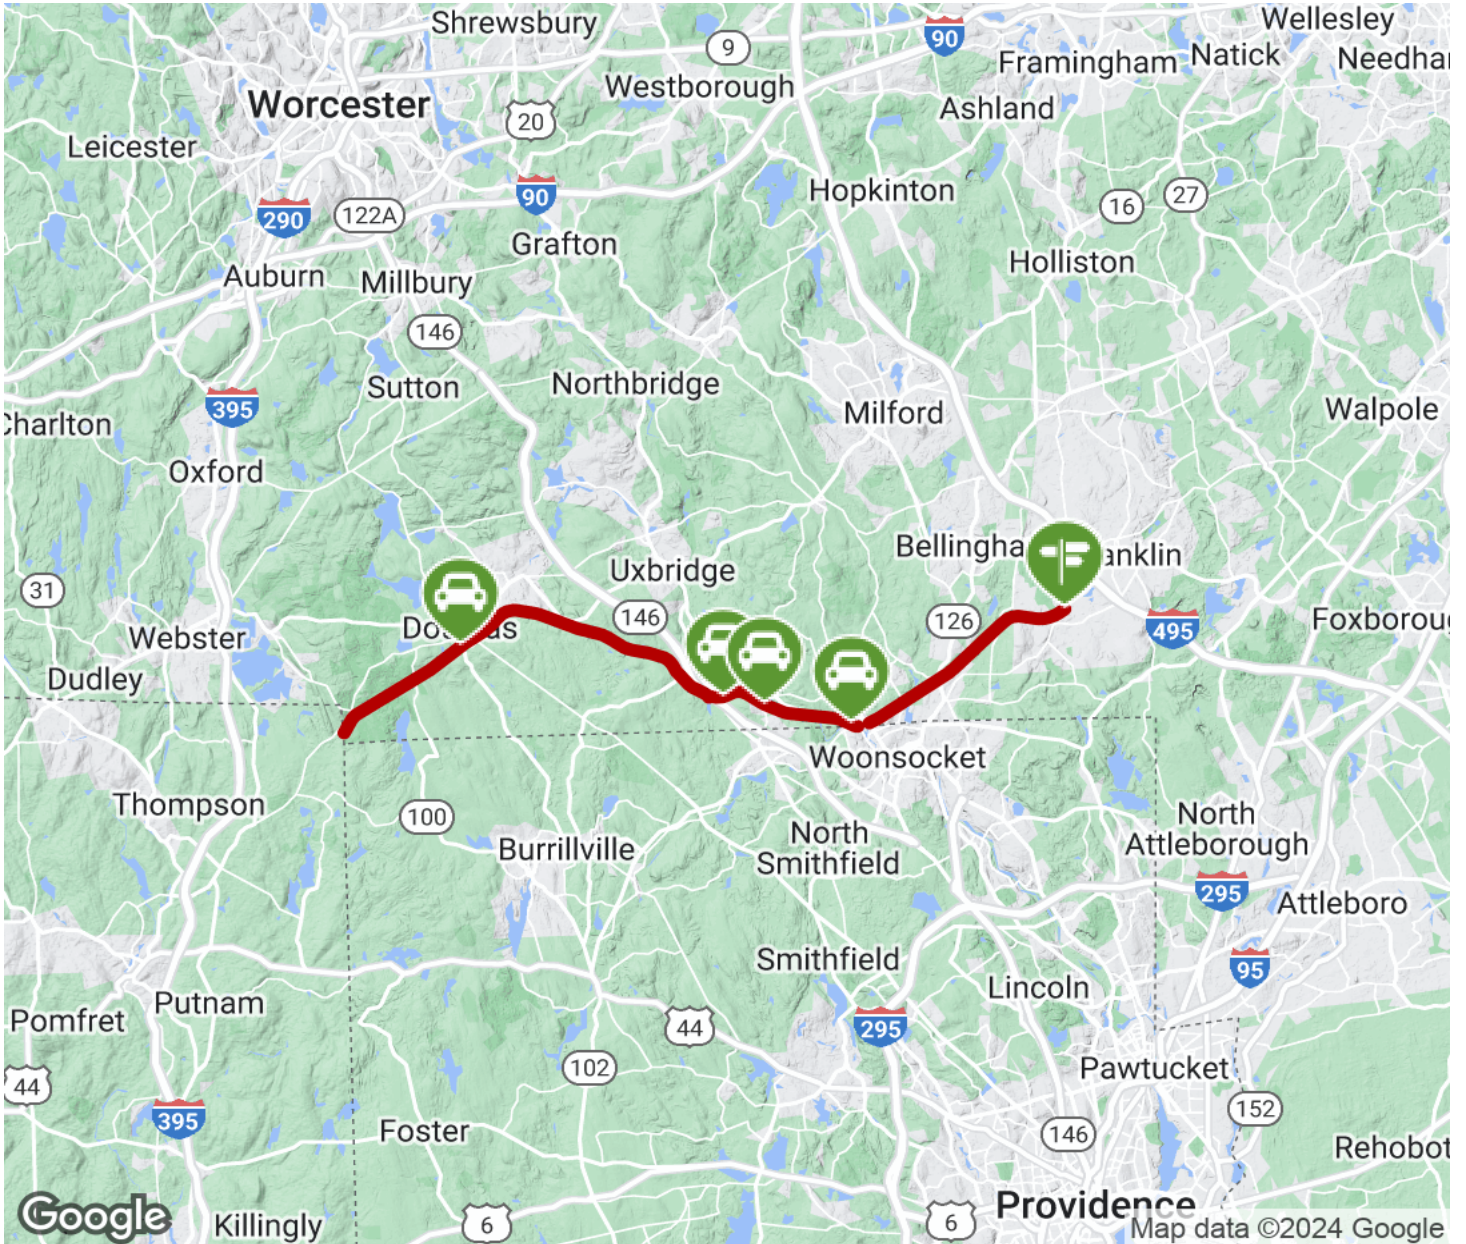 Shrewsbury
Wellesley
9
90
Framingham
Natick
Needha
Westborough
Worcester
Ashland
20
Leicester
Hopkinton
90
16
27
290
122A
Grafton
Holliston
Auburn
Millbury
146
Sutton
Northbridge
395
Milford
Walpole
Charlton
Oxford
Bellingha
anklin
Uxbridge
31
146
126
Foxboroug
495
Do
as
Webster
Dudley
Woonsocket
Thompson
100
North
Smithfield
North
Attleborough
Burrillville
295
Attleboro
Smithfield
95
Lincoln
Putnam
Pomfret
44
295
102
Pawtucket
44
395
152
Foster
146
Rehobot
Providence
Google
Killingly
6
6
Map data ©2024 Google